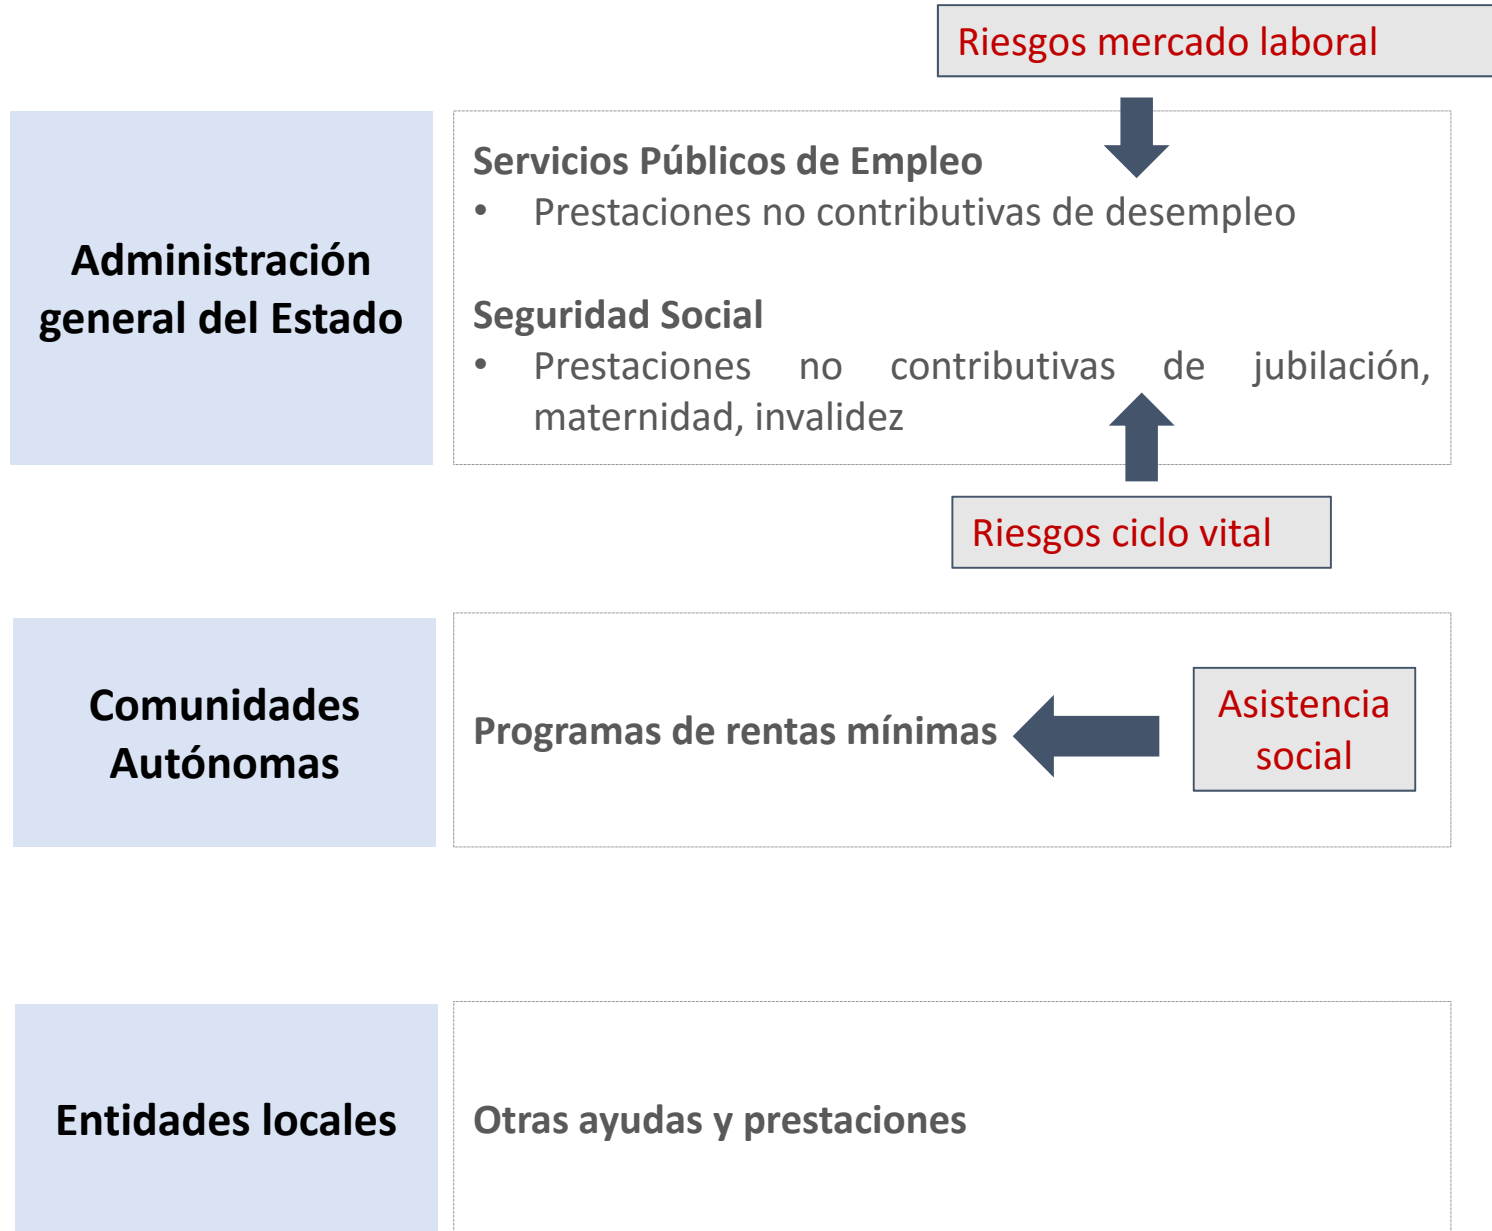 Riesgos mercado laboral
Administración
general del Estado
Servicios Públicos de Empleo
• Prestaciones no contributivas de desempleo
Seguridad Social
• Prestaciones no contributivas de jubilación,
maternidad, invalidez
Riesgos ciclo vital
Comunidades
Autónomas
Programas de rentas mínimas
Asistencia
social
Entidades locales
Otras ayudas y prestaciones